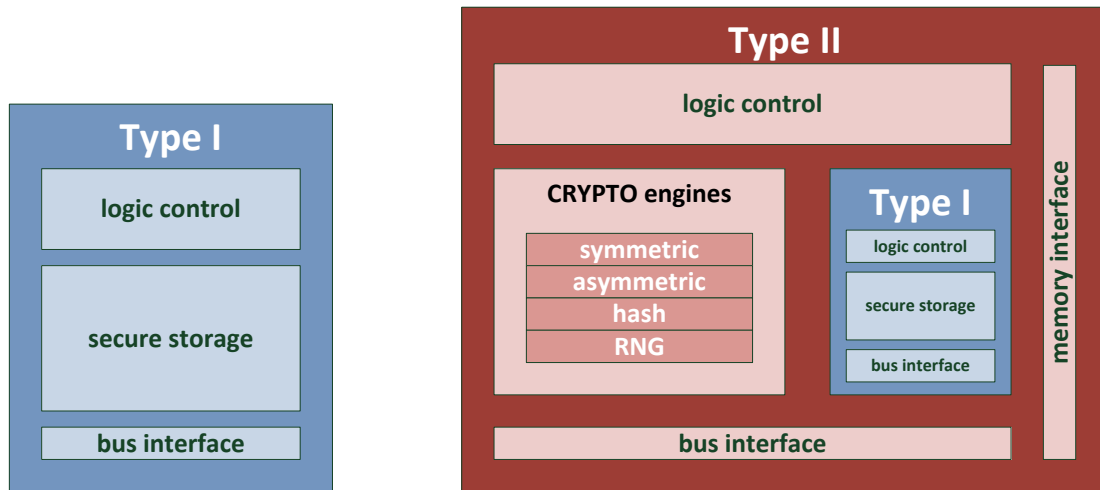 Type I
logic control
secure storage
bus interface
Type II
logic control
CRYPTO engines
symmetric
asymmetric
hash
RNG
Type I
logic control
secure storage
bus interface
bus interface
memory interface